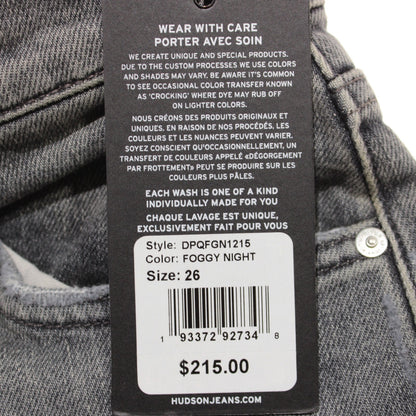 WEAR WITH CARE
PORTER AVEC SOIN
WE CREATE UNIQUE AND SPECIAL PRODUCTS.
DUE TO THE CUSTOM PROCESSES WE USE COLORS
AND SHADES MAY VARY. BE AWARE IT'S COMMON
TO SEE OCCASIONAL COLOR TRANSFER KNOWN
AS 'CROCKING' WHERE DYE MAY RUB OFF
ON LIGHTER COLORS.
NOUS CRÉONS DES PRODUITS ORIGINAUX ET
UNIQUES. EN RAISON DE NOS PROCÉDÉS, LES
COULEURS ET LES NUANCES PEUVENT VARIER.
SOYEZ CONSCIENT QU'OCCASIONNELLEMENT, UN
TRANSFERT DE COULEURS APPELÉ «DÉGORGEMENT
PAR FROTTEMENT» PEUT SE PRODUIRE SUR LES
COULEURS PLUS PÂLES.
EACH WASH IS ONE OF A KIND
INDIVIDUALLY MADE FOR YOU
CHAQUE LAVAGE EST UNIQUE,
EXCLUSIVEMENT FAIT POUR VOUS
Style: DPQFGN1215
Color: FOGGY NIGHT
Size: 26
1 93372 92734 8
$215.00
HUDSONJEANS.COM